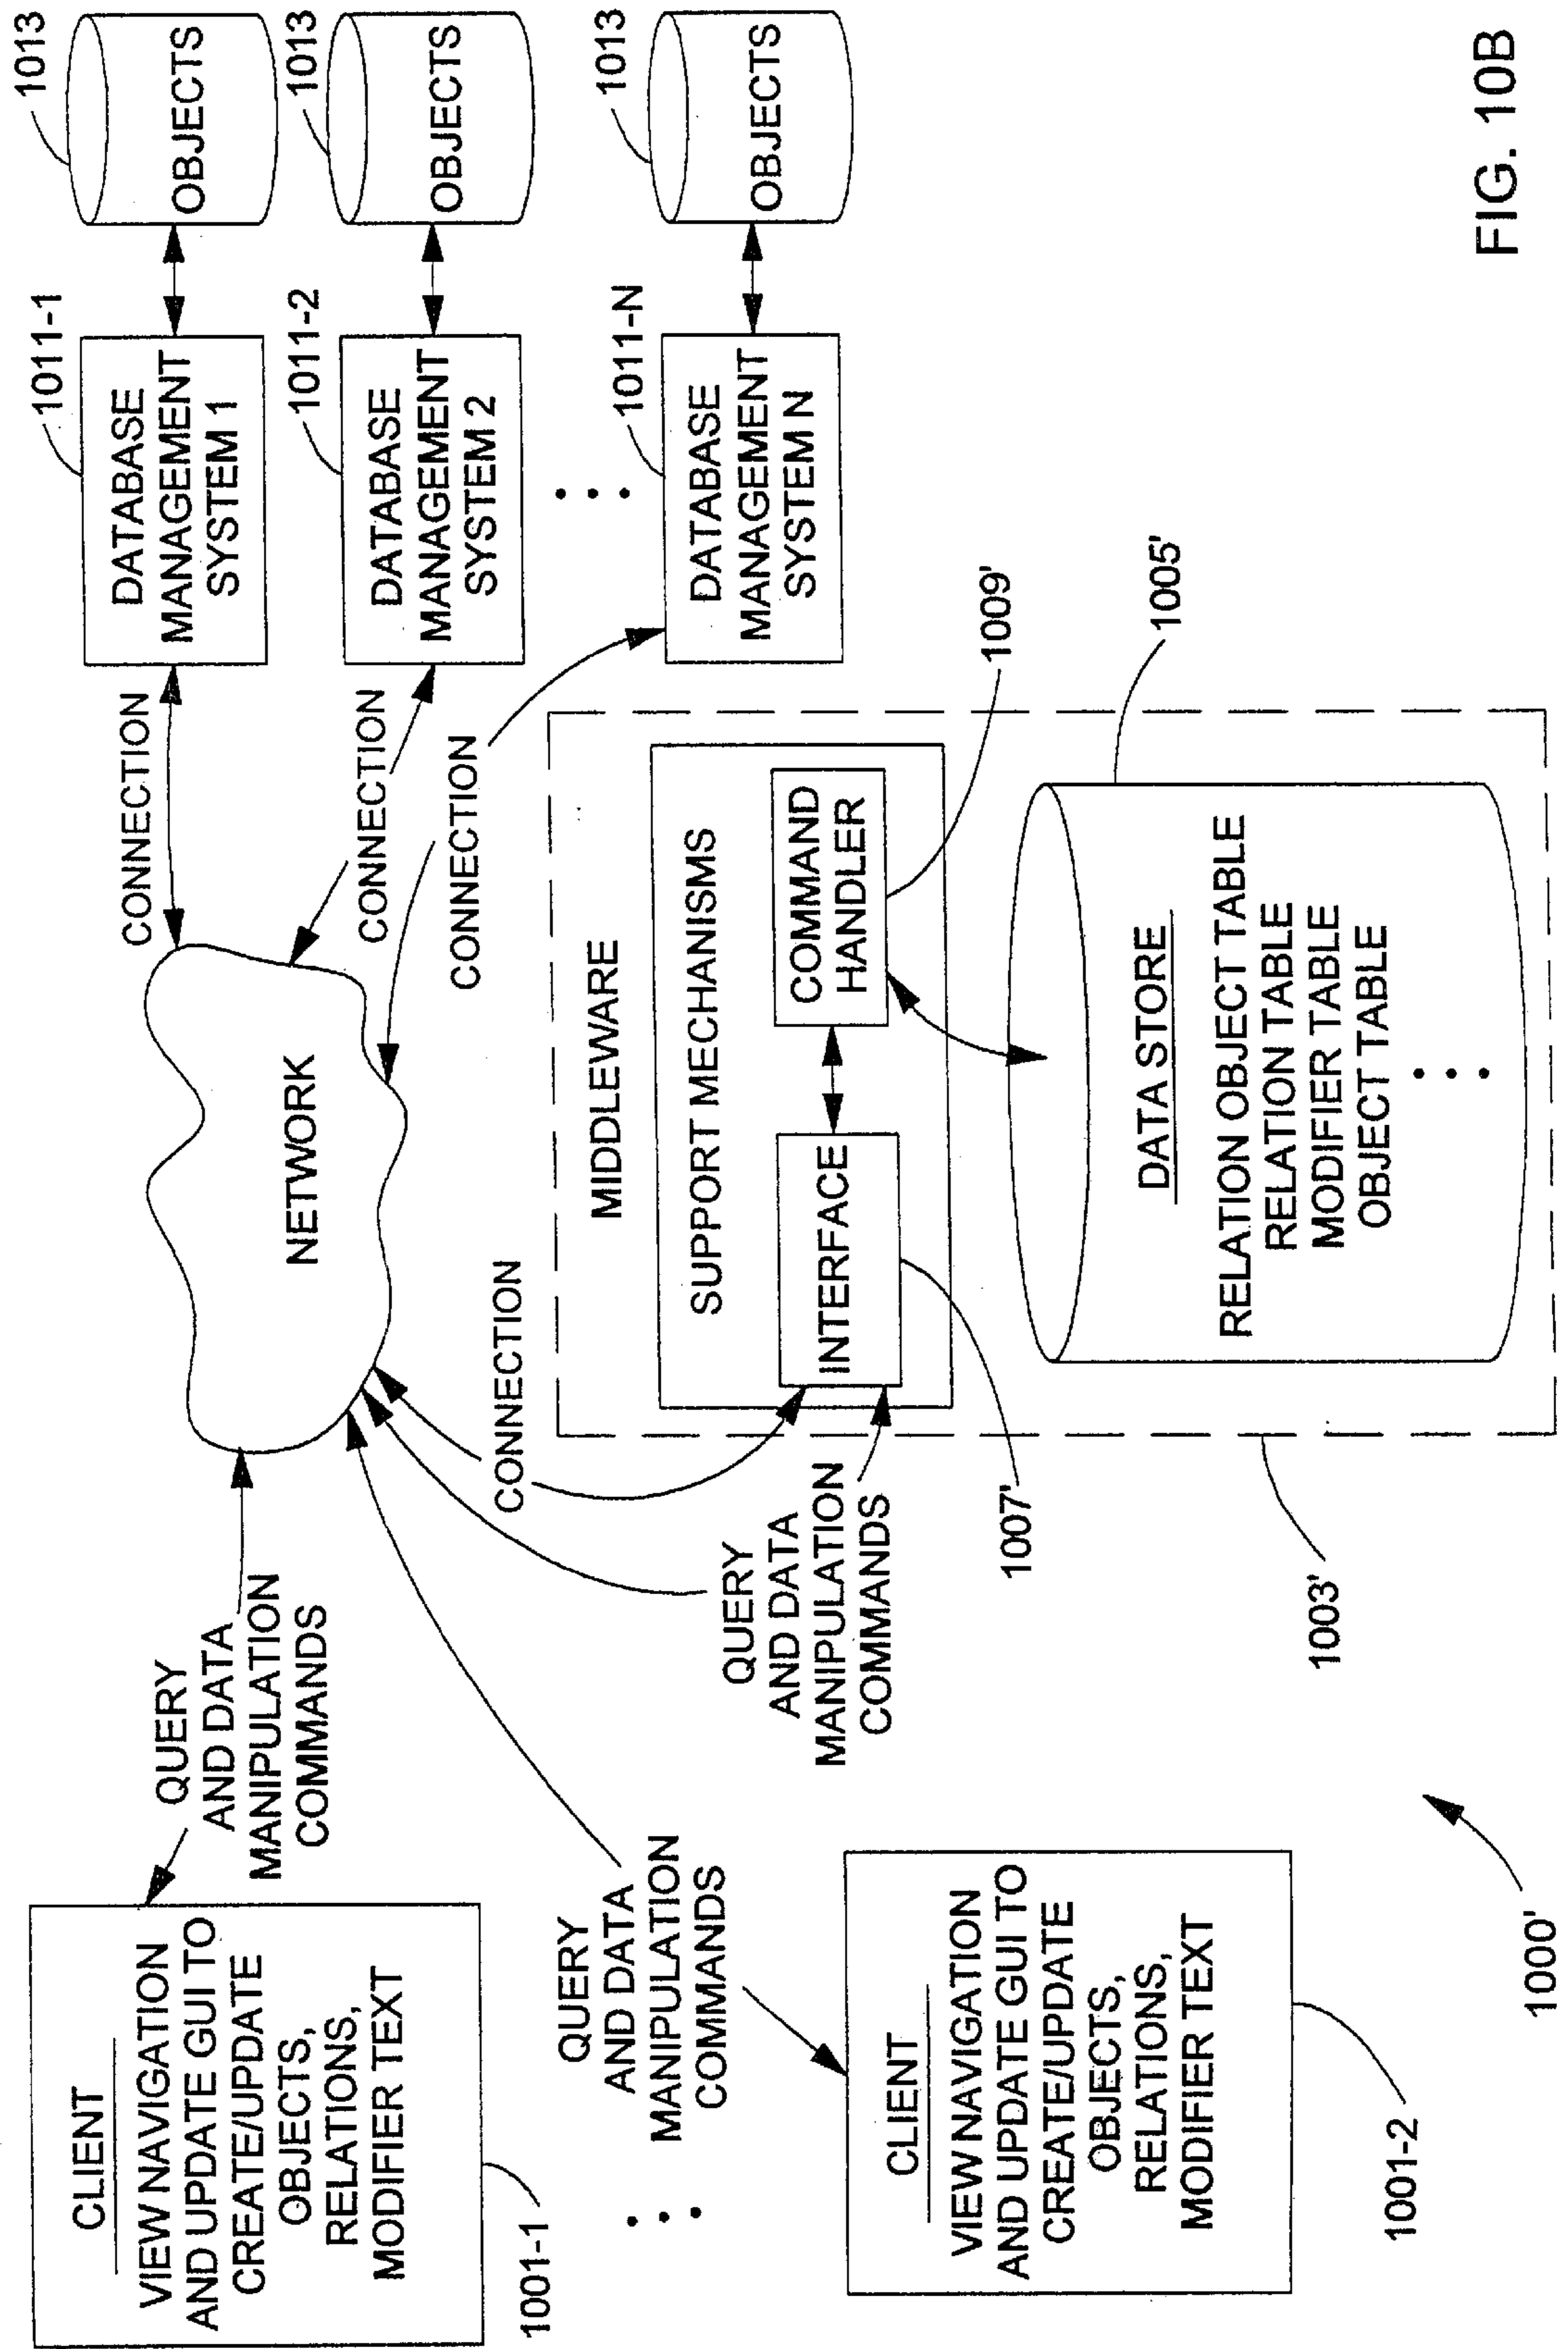 CLIENT
VIEW NAVIGATION
AND UPDATE GUI TO
CREATE/UPDATE
OBJECTS,
RELATIONS,
MODIFIER TEXT
1001-1
QUERY
AND DATA
MANIPULATION
COMMANDS
NETWORK
CONNECTION
DATABASE
MANAGEMENT
SYSTEM 1
1011-1
OBJECTS
1013
CONNECTION
DATABASE
MANAGEMENT
SYSTEM 2
1011-2
OBJECTS
1013
CONNECTION
DATABASE
MANAGEMENT
SYSTEM N
1011-N
OBJECTS
1013
QUERY
AND DATA
MANIPULATION
COMMANDS
CLIENT
VIEW NAVIGATION
AND UPDATE GUI TO
CREATE/UPDATE
OBJECTS,
RELATIONS,
MODIFIER TEXT
1001-2
CONNECTION
QUERY
AND DATA
MANIPULATION
COMMANDS
MIDDLEWARE
SUPPORT MECHANISMS
INTERFACE
1007'
COMMAND
HANDLER
1009'
DATA STORE
RELATION OBJECT TABLE
RELATION TABLE
MODIFIER TABLE
OBJECT TABLE
1005'
1003'
1000'
FIG. 10B